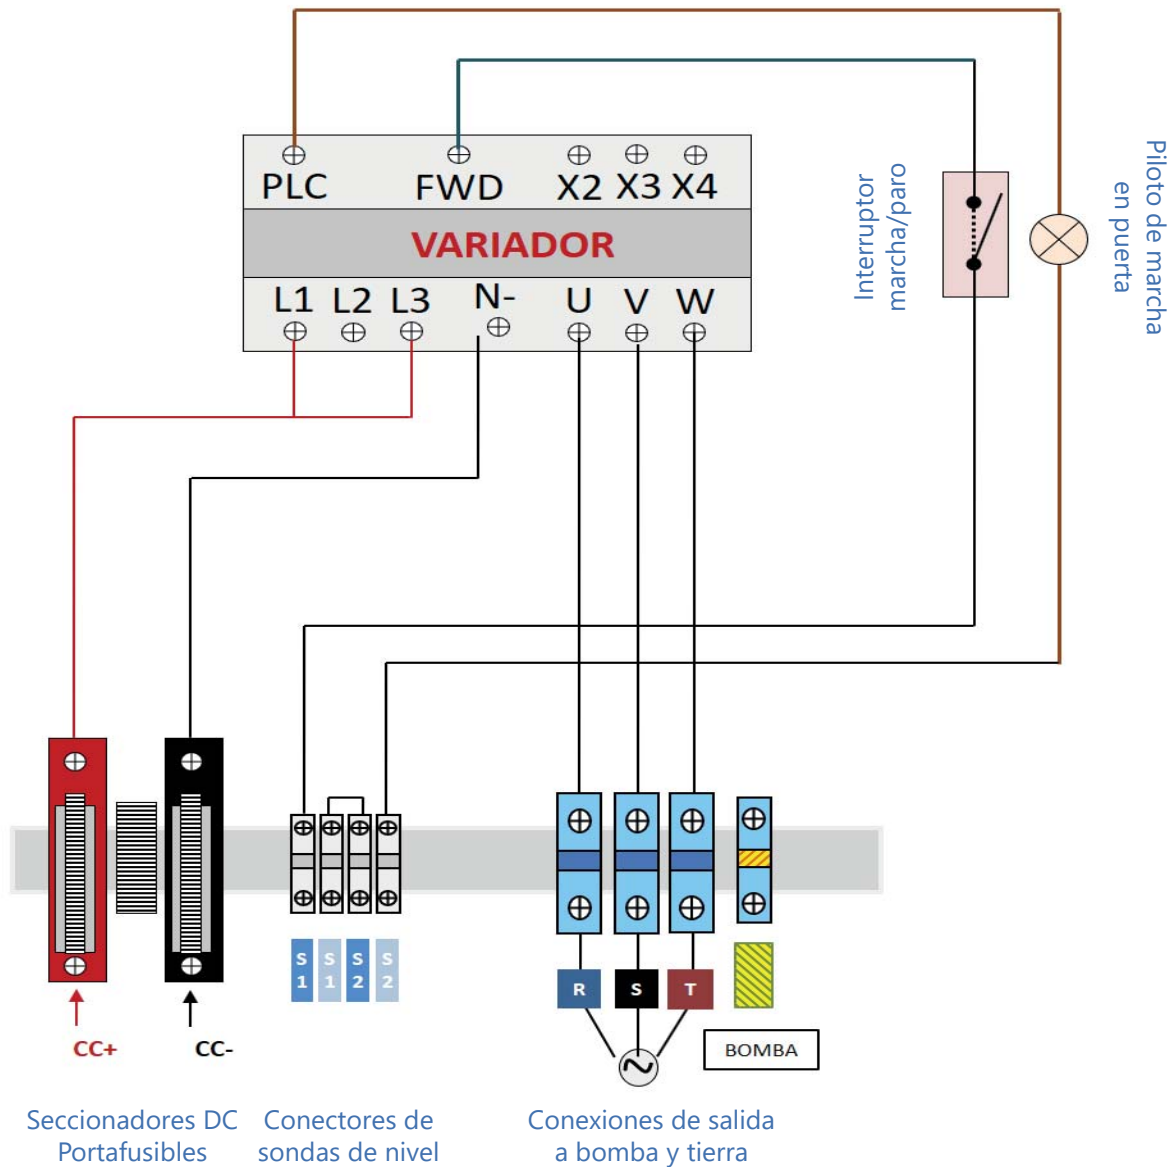 PLC FWD X2 X3 X4
VARIADOR
L1 L2 L3 N- U V W
Interruptor
marcha/paro
Piloto de marcha
en puerta
S1 S1 S2 S2
R S T
CC+ CC-
BOMBA
Seccionadores DC
Portafusibles
Conectores de
sondas de nivel
Conexiones de salida
a bomba y tierra